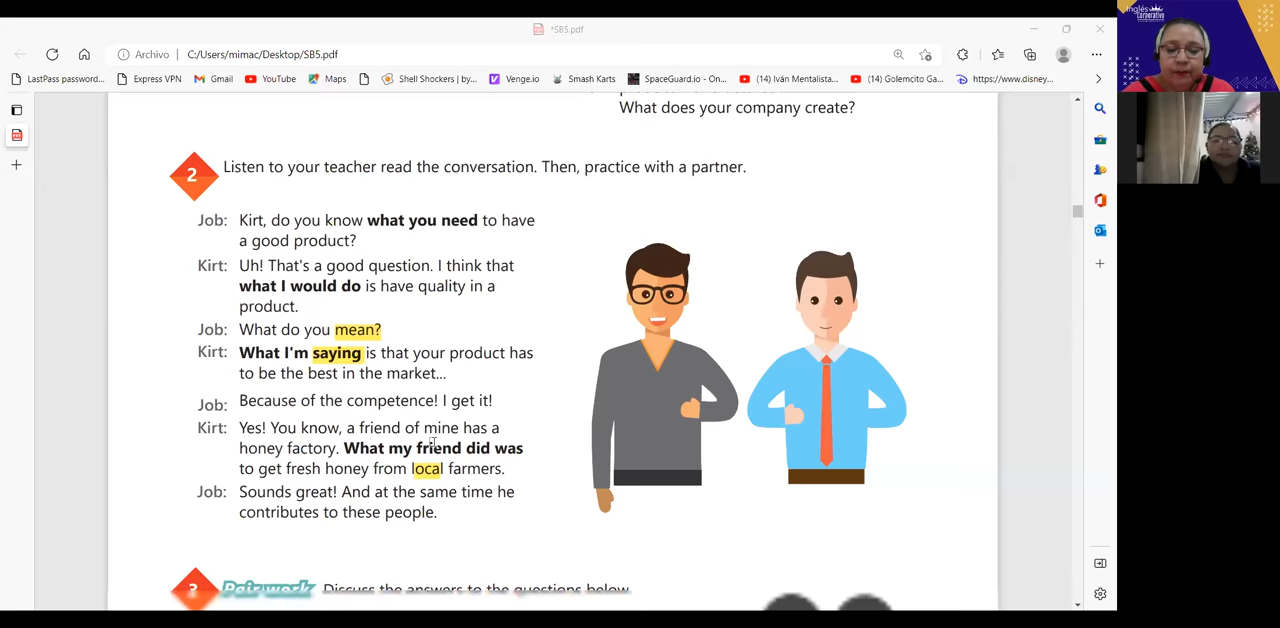 *SB5.pdf
Archivo | C:/Users/mimac/Desktop/SB5.pdf
LastPass password... Express VPN Gmail YouTube Maps Shell Shockers | by... Venge.io Smash Karts SpaceGuard.io - On... (14) Iván Mentalista... (14) Golemcito Ga... https://www.disney...
Inglés
Corporativo
What does your company create?
2 Listen to your teacher read the conversation. Then, practice with a partner.
Job: Kirt, do you know what you need to have
a good product?
Kirt: Uh! That's a good question. I think that
what I would do is have quality in a
product.
Job: What do you mean?
Kirt: What I'm saying is that your product has
to be the best in the market...
Job: Because of the competence! I get it!
Kirt: Yes! You know, a friend of mine has a
honey factory. What my friend did was
to get fresh honey from local farmers.
Job: Sounds great! And at the same time he
contributes to these people.
3 Pair work Discuss the answers to the questions below.